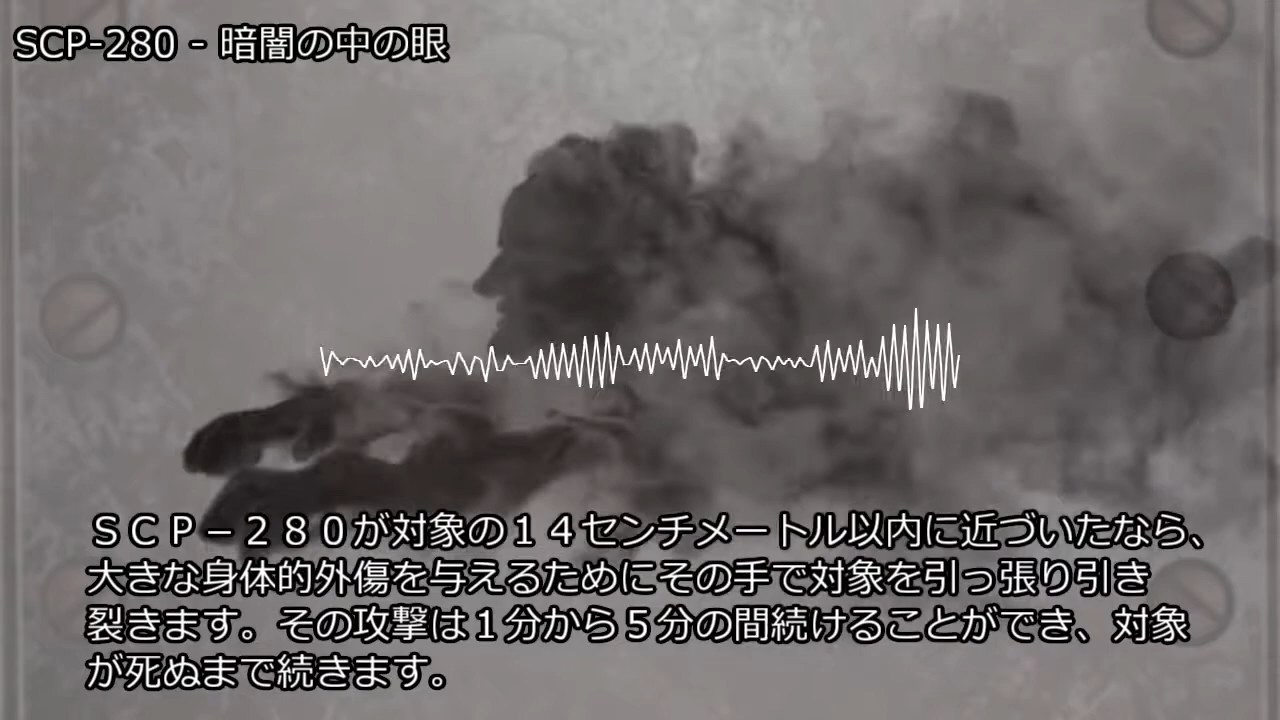 SCP-280 - 暗闇の中の眼
ＳＣＰ－２８０が対象の１４センチメートル以内に近づいたなら、
大きな身体的外傷を与えるためにその手で対象を引っ張り引き
裂きます。その攻撃は１分から５分の間続けることができ、対象
が死ぬまで続きます。